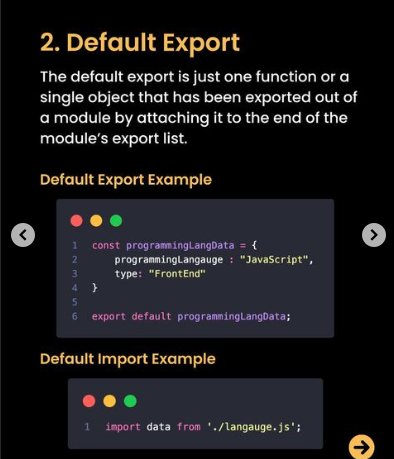 2. Default Export
The default export is just one function or a
single object that has been exported out of
a module by attaching it to the end of the
module's export list.
Default Export Example
1 const programmingLangData = {
2 programmingLangauge : "JavaScript",
3 type: "FrontEnd"
4 }
5
6 export default programmingLangData;
Default Import Example
1 import data from './langauge.js';